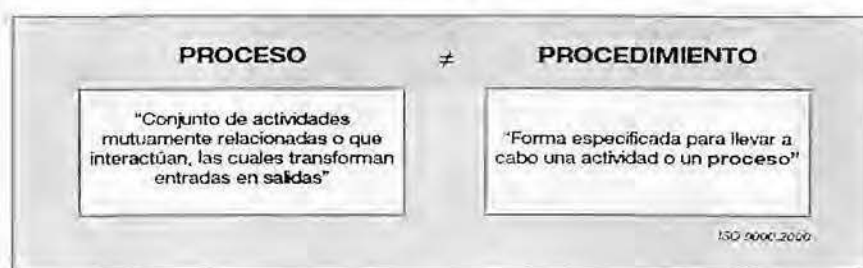 PROCESO ≠ PROCEDIMIENTO
"Conjunto de actividades
mutuamente relacionadas o que
interactúan, las cuales transforman
entradas en salidas"
"Forma especificada para llevar a
cabo una actividad o un proceso"
ISO 9000:2000